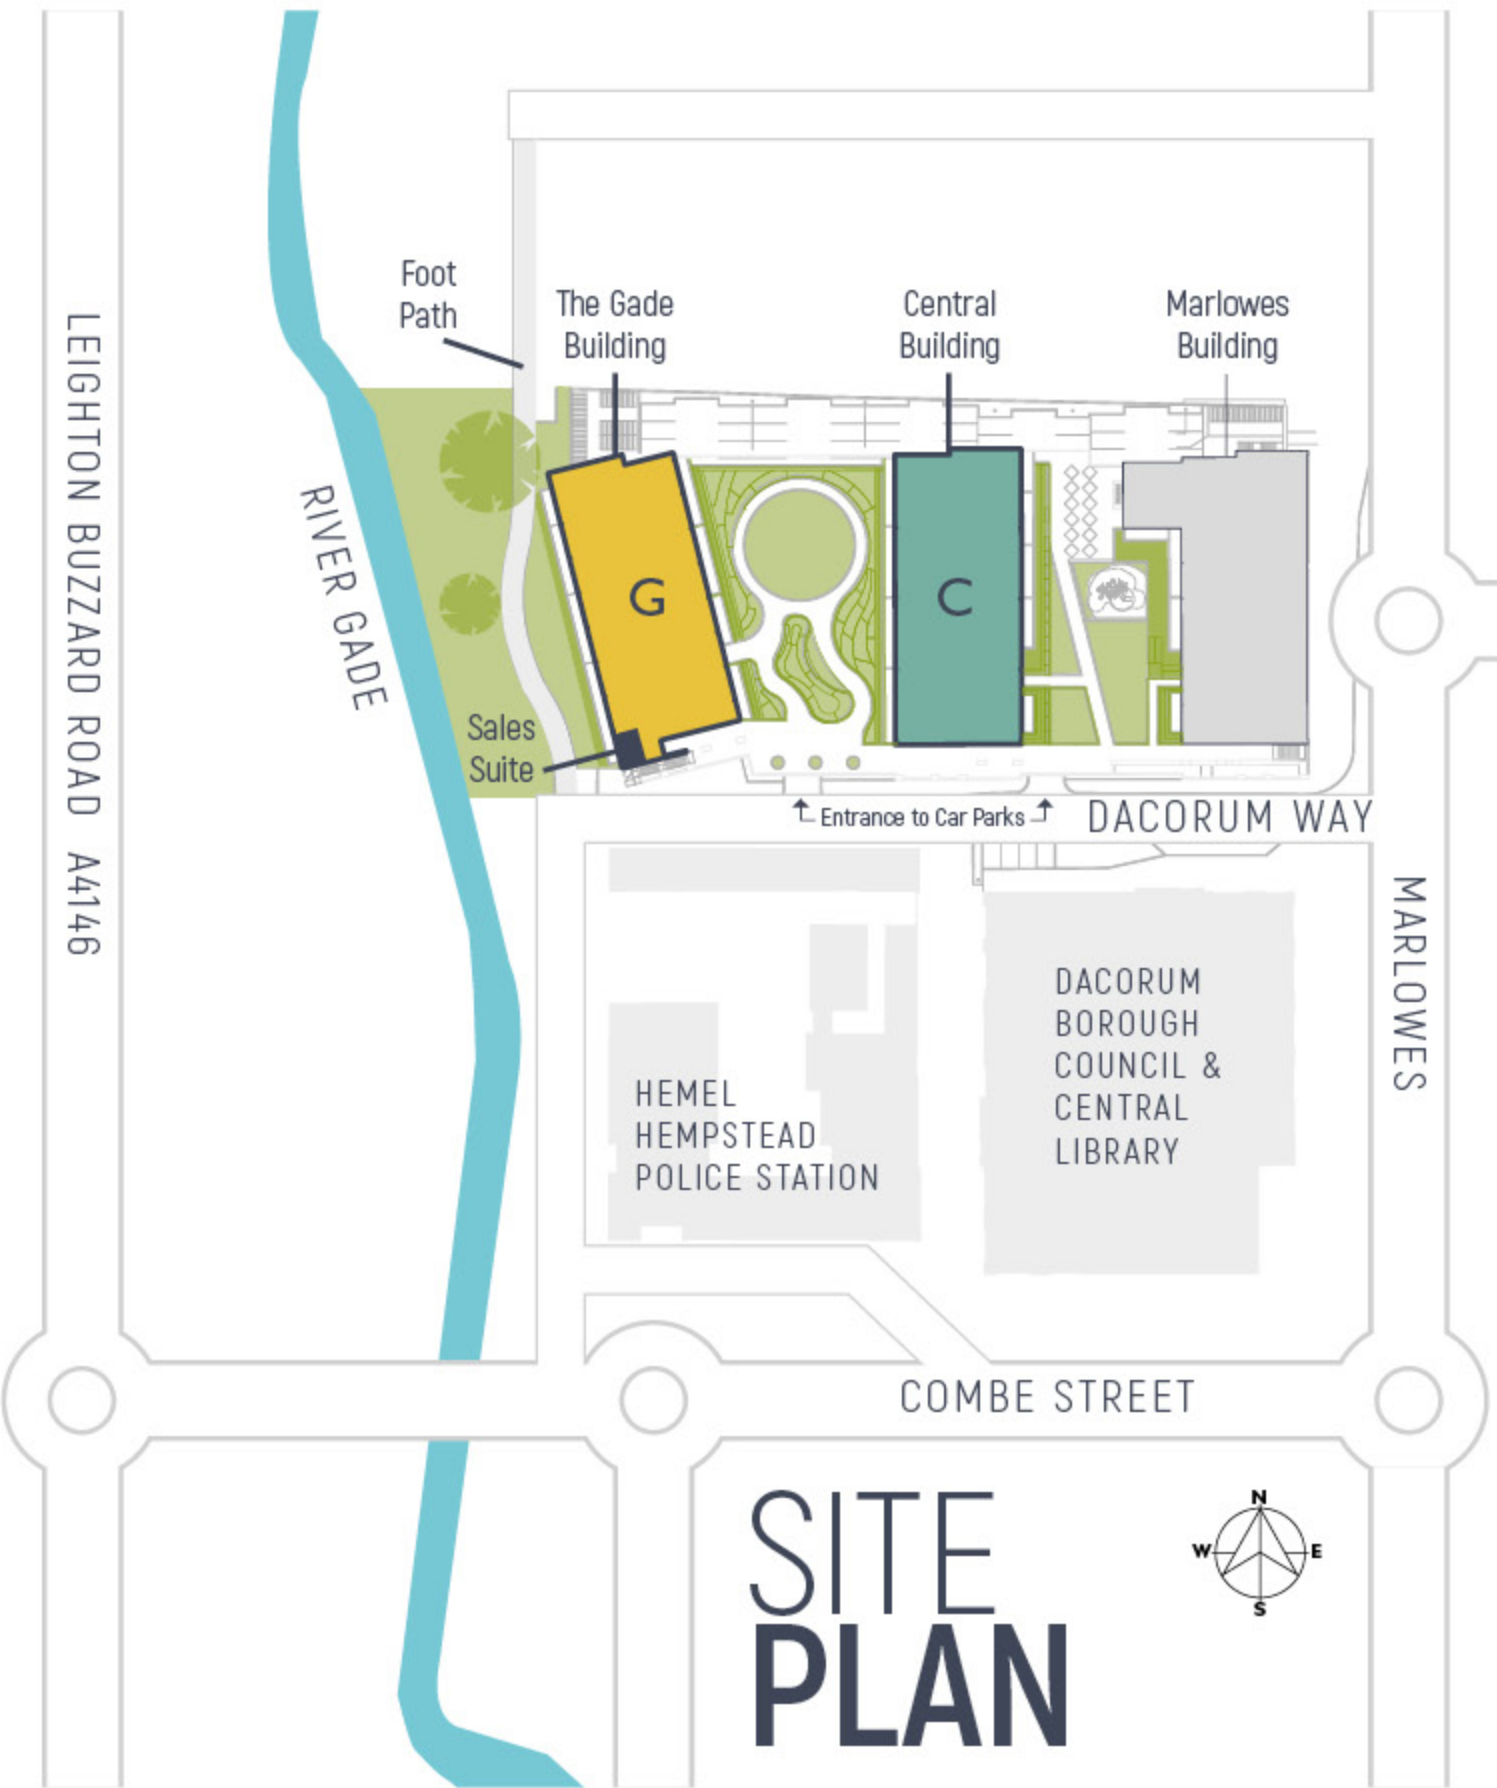 Foot
Path
The Gade
Building
Central
Building
Marlowes
Building
LEIGHTON BUZZARD ROAD A4146
RIVER GADE
G
C
Sales
Suite
Entrance to Car Parks
DACORUM WAY
MARLOWES
DACORUM
BOROUGH
COUNCIL &
CENTRAL
LIBRARY
HEMEL
HEMPSTEAD
POLICE STATION
COMBE STREET
SITE
PLAN
N
W E
S